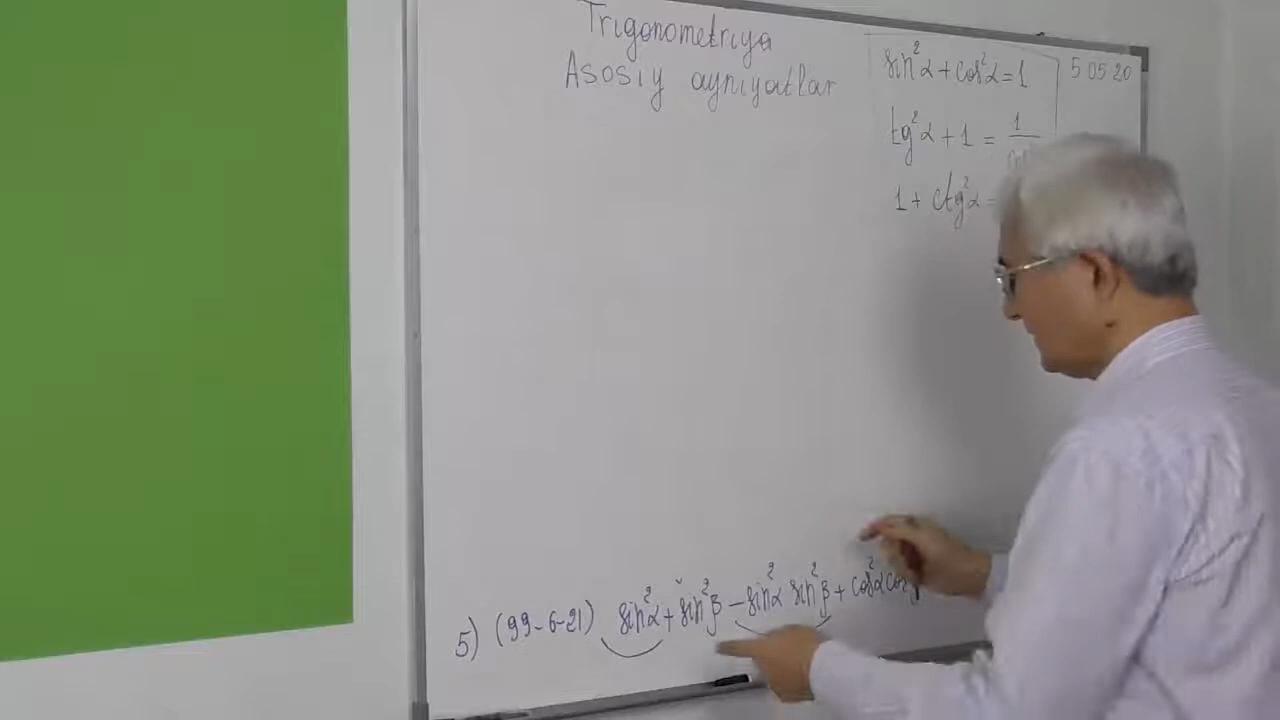 Trigonometriya
Asosiy ayniyatlar
sin²α + cos²α = 1
5 05 20
tg²α + 1 = 1/
1 + ctg²α =
5) (99-6-21) sin²α + sin²β - sin²α sin²β + cos²α cos